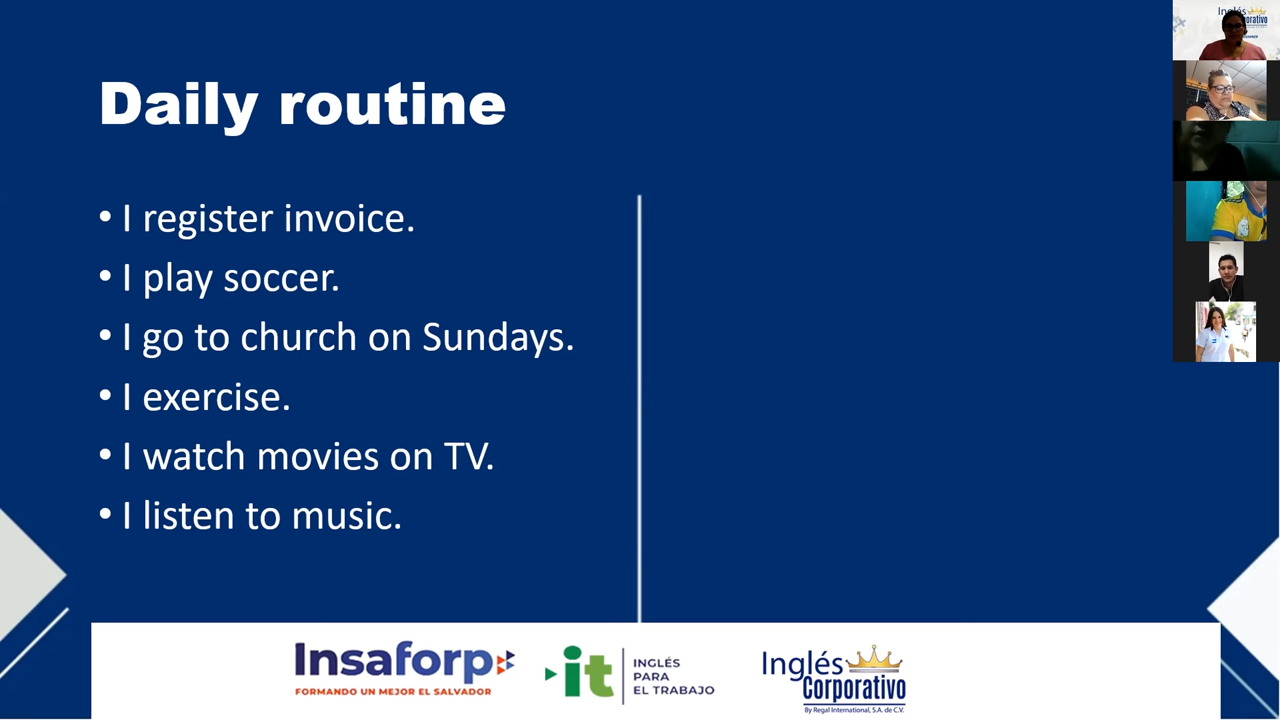 Daily routine
• I register invoice.
• I play soccer.
• I go to church on Sundays.
• I exercise.
• I watch movies on TV.
• I listen to music.
Insaforp
FORMANDO UN MEJOR EL SALVADOR
it
INGLÉS
PARA
EL TRABAJO
Inglés
Corporativo
By Regal International, S.A. de C.V.